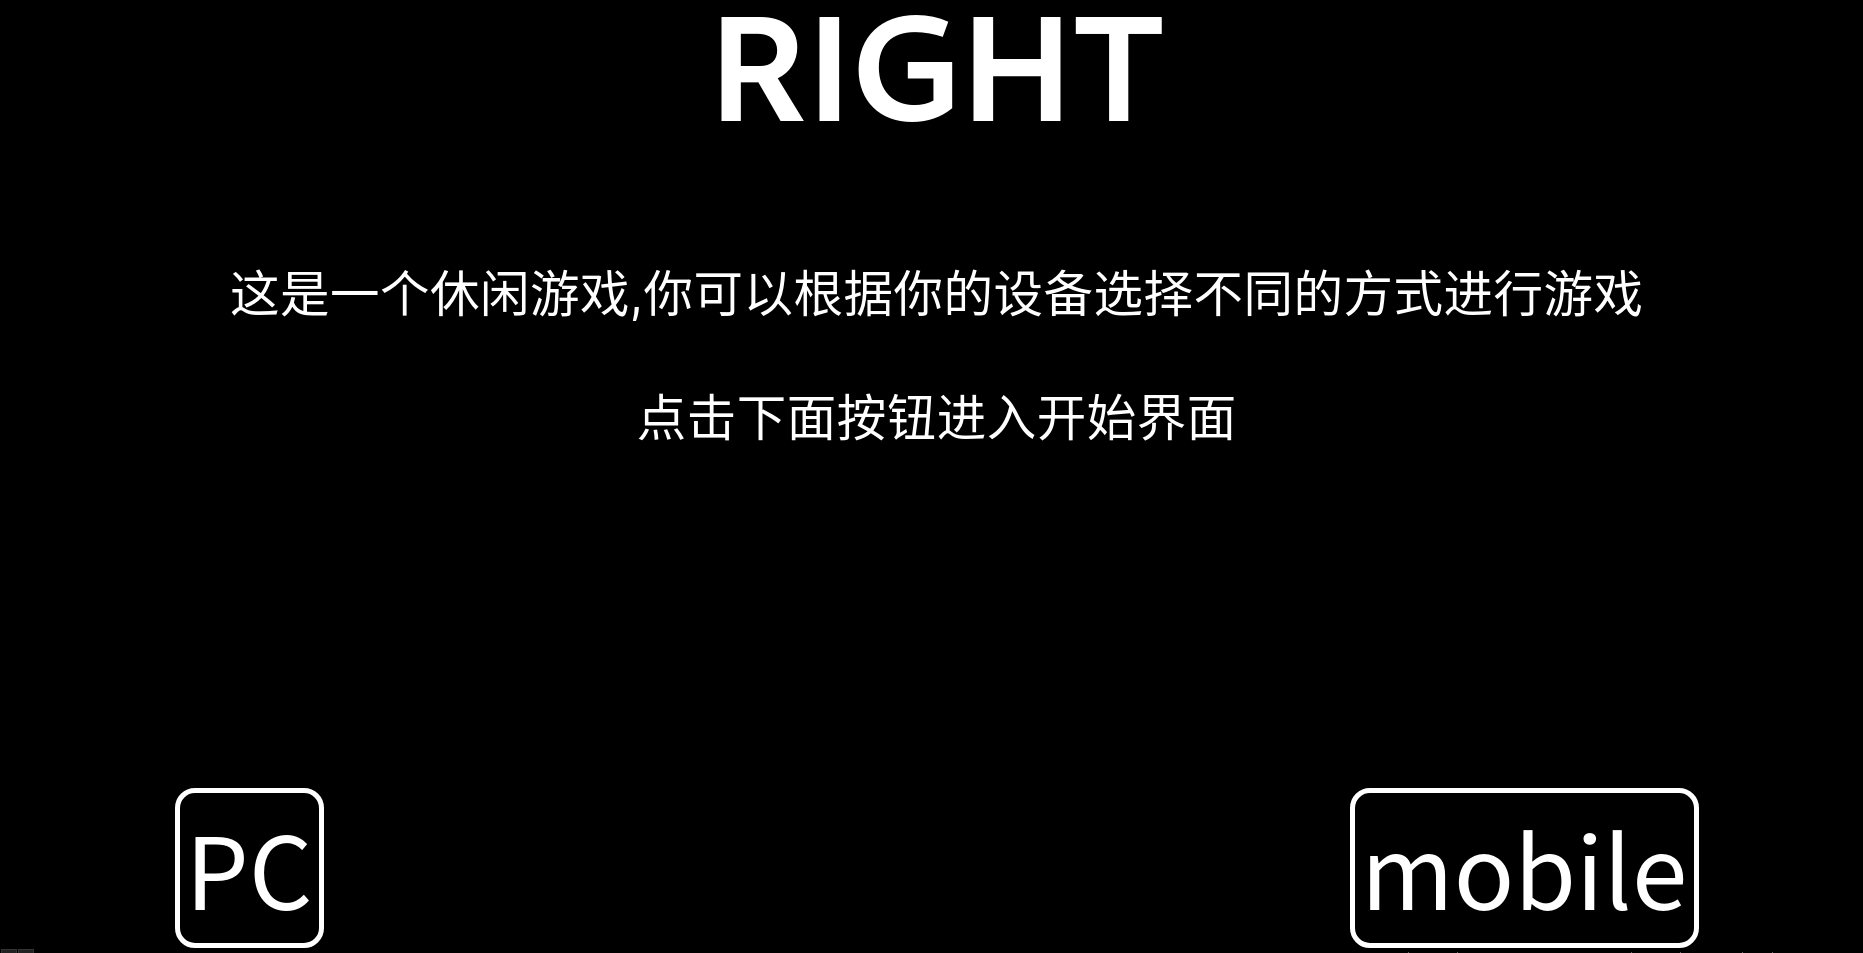 RIGHT
这是一个休闲游戏,你可以根据你的设备选择不同的方式进行游戏
点击下面按钮进入开始界面
PC
mobile